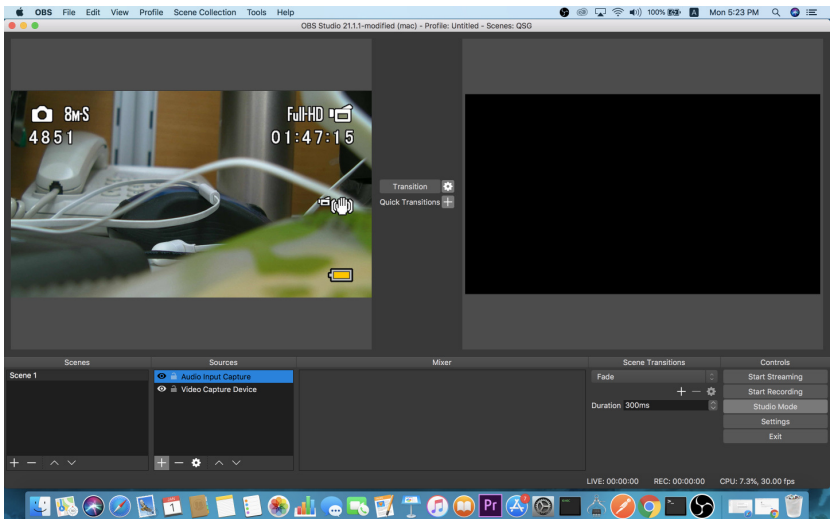 OBS File Edit View Profile Scene Collection Tools Help
100%
A
Mon 5:23 PM
OBS Studio 21.1.1-modified (mac) - Profile: Untitled - Scenes: QSG
8M-S
4851
Full-HD
01:47:15
Transition
Quick Transitions
Scenes
Scene 1
Sources
Audio Input Capture
Video Capture Device
Mixer
Scene Transitions
Fade
Duration 300ms
Controls
Start Streaming
Start Recording
Studio Mode
Settings
Exit
LIVE: 00:00:00 REC: 00:00:00 CPU: 7.3%, 30.00 fps
1
Pr